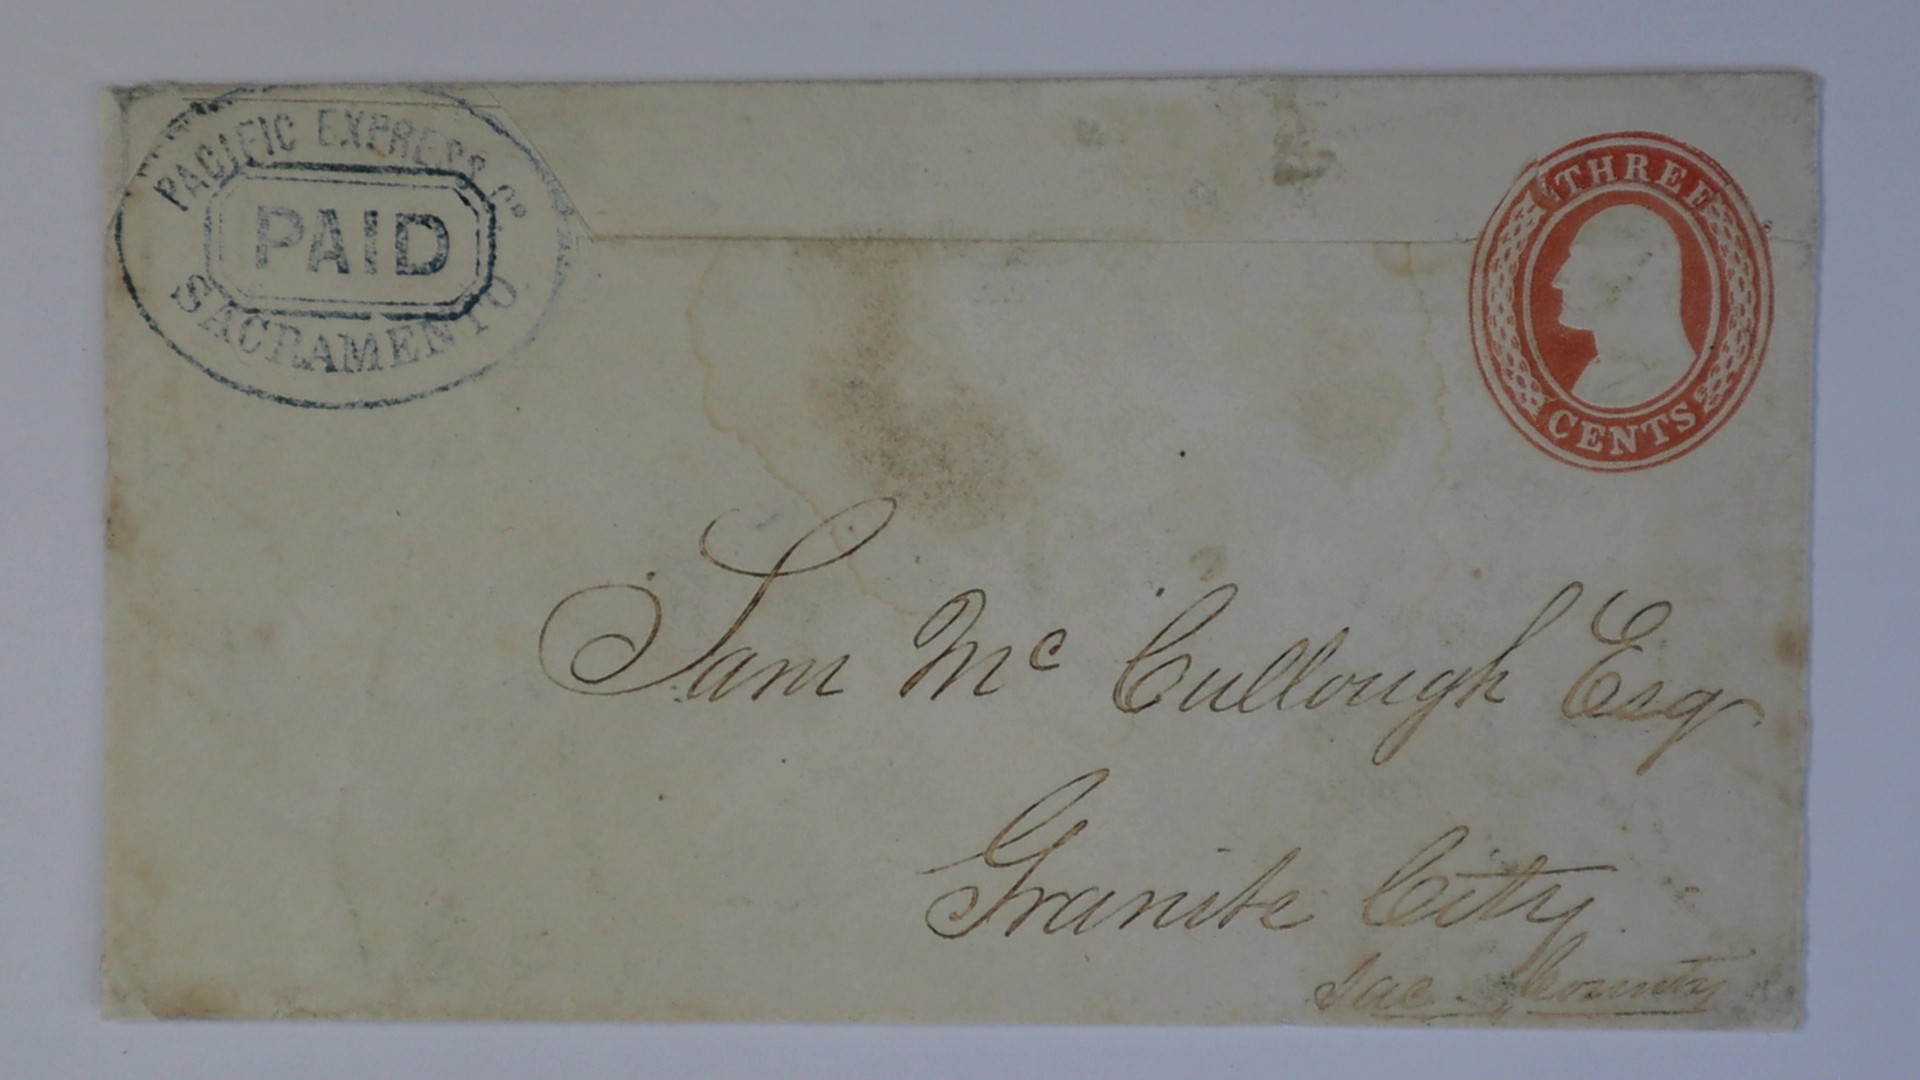 PACIFIC EXPRESS Co
PAID
SACRAMENTO
THREE
CENTS
Sam Mc Cullough Esq
Granite City
Sac County